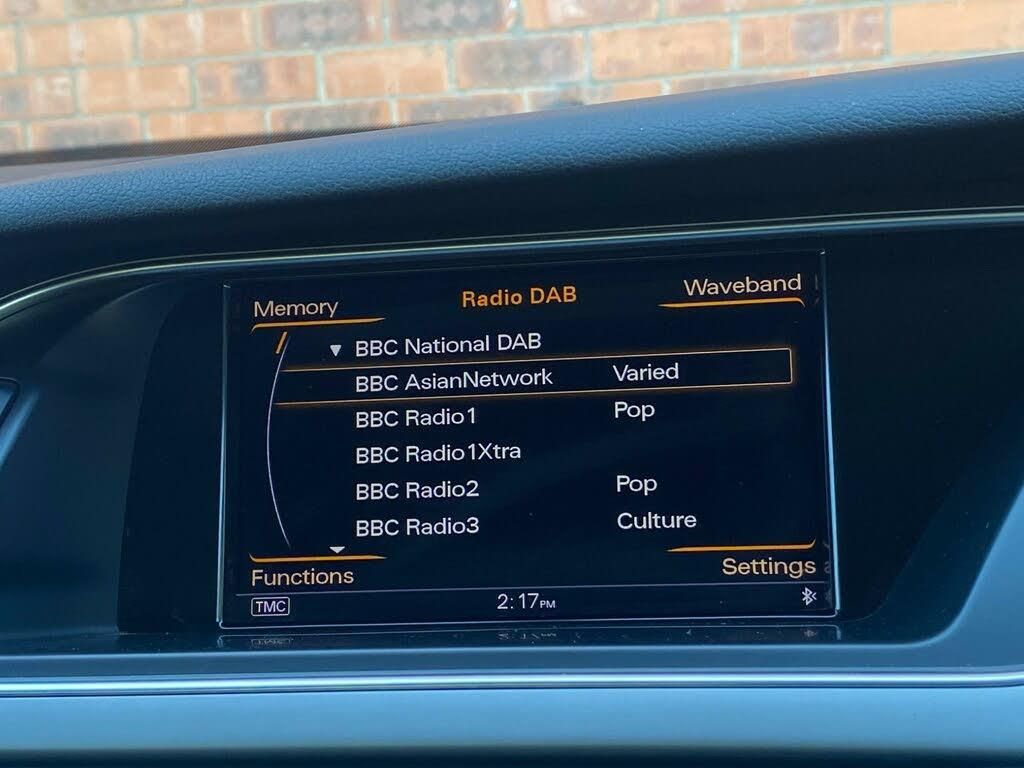 Memory Radio DAB Waveband
BBC National DAB
BBC AsianNetwork Varied
BBC Radio1 Pop
BBC Radio1Xtra
BBC Radio2 Pop
BBC Radio3 Culture
Functions Settings
TMC 2:17PM